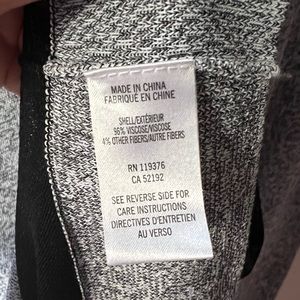 MADE IN CHINA
FABRIQUÉ EN CHINE
SHELL/EXTÉRIEUR
96% VISCOSE/VISCOSE
4% OTHER FIBERS/AUTRE FIBERS
RN 119376
CA 52192
SEE REVERSE SIDE FOR
CARE INSTRUCTIONS
DIRECTIVES D'ENTRETIEN
AU VERSO